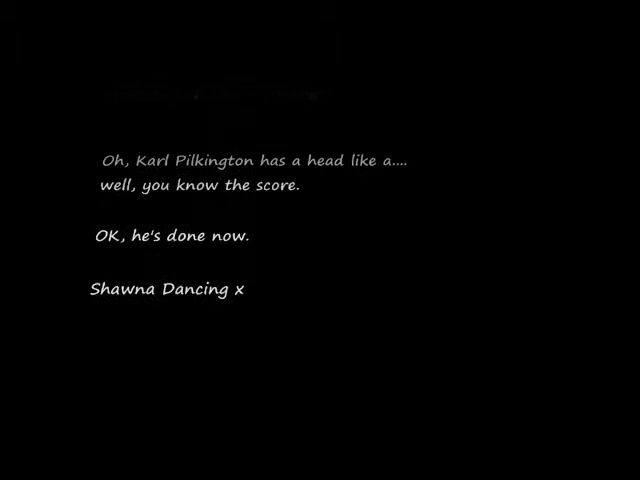 Oh, Karl Pilkington has a head like a....
well, you know the score.
OK, he's done now.
Shawna Dancing x